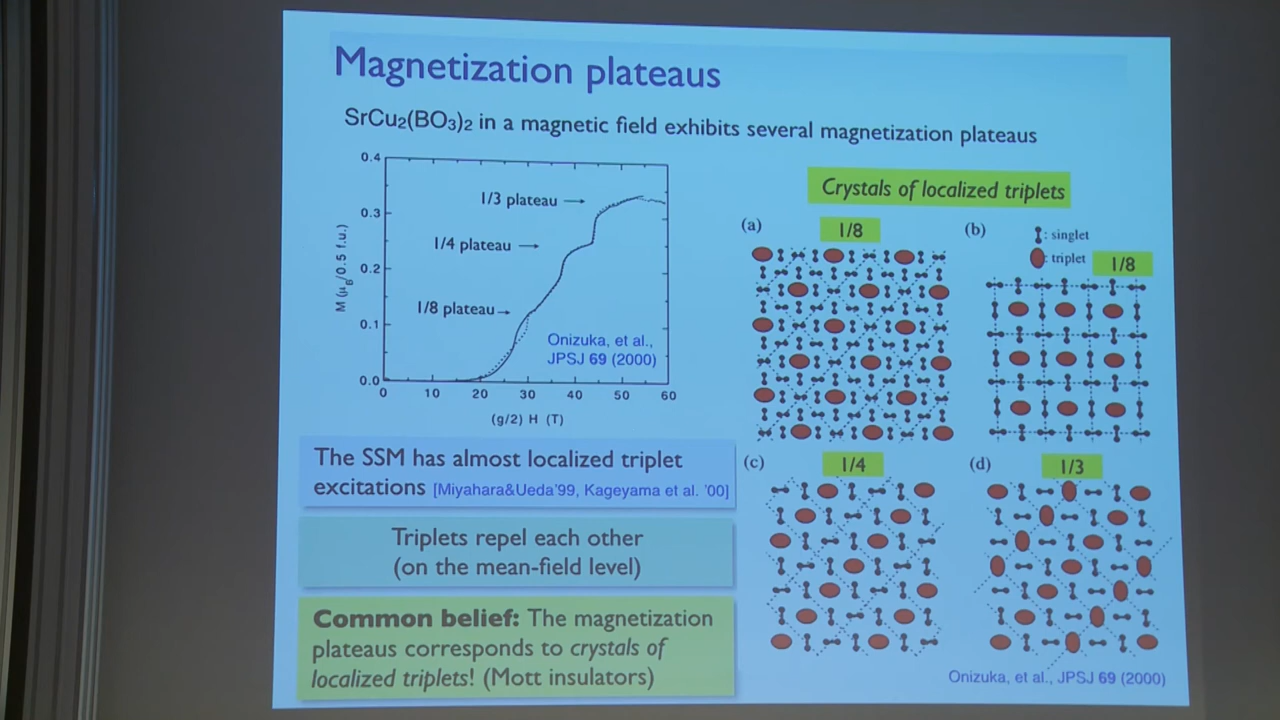 Magnetization plateaus
SrCu2(BO3)2 in a magnetic field exhibits several magnetization plateaus
0.4
0.3
0.2
0.1
0.0
M (μB/0.5 f.u.)
1/3 plateau
1/4 plateau
1/8 plateau
Onizuka, et al.,
JPSJ 69 (2000)
0 10 20 30 40 50 60
(g/2) H (T)
Crystals of localized triplets
(a) 1/8
(b)
: singlet
: triplet
1/8
(c) 1/4
(d) 1/3
Onizuka, et al., JPSJ 69 (2000)
The SSM has almost localized triplet
excitations [Miyahara&Ueda'99, Kageyama et al. '00]
Triplets repel each other
(on the mean-field level)
Common belief: The magnetization
plateaus corresponds to crystals of
localized triplets! (Mott insulators)